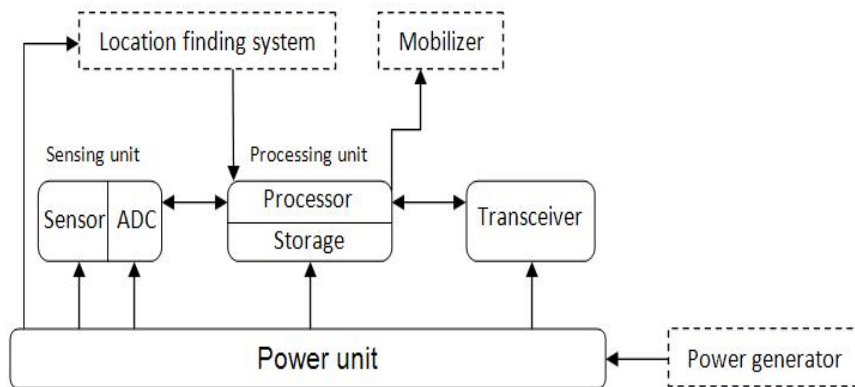 Location finding system
Mobilizer
Sensing unit
Processing unit
Sensor
ADC
Processor
Storage
Transceiver
Power unit
Power generator